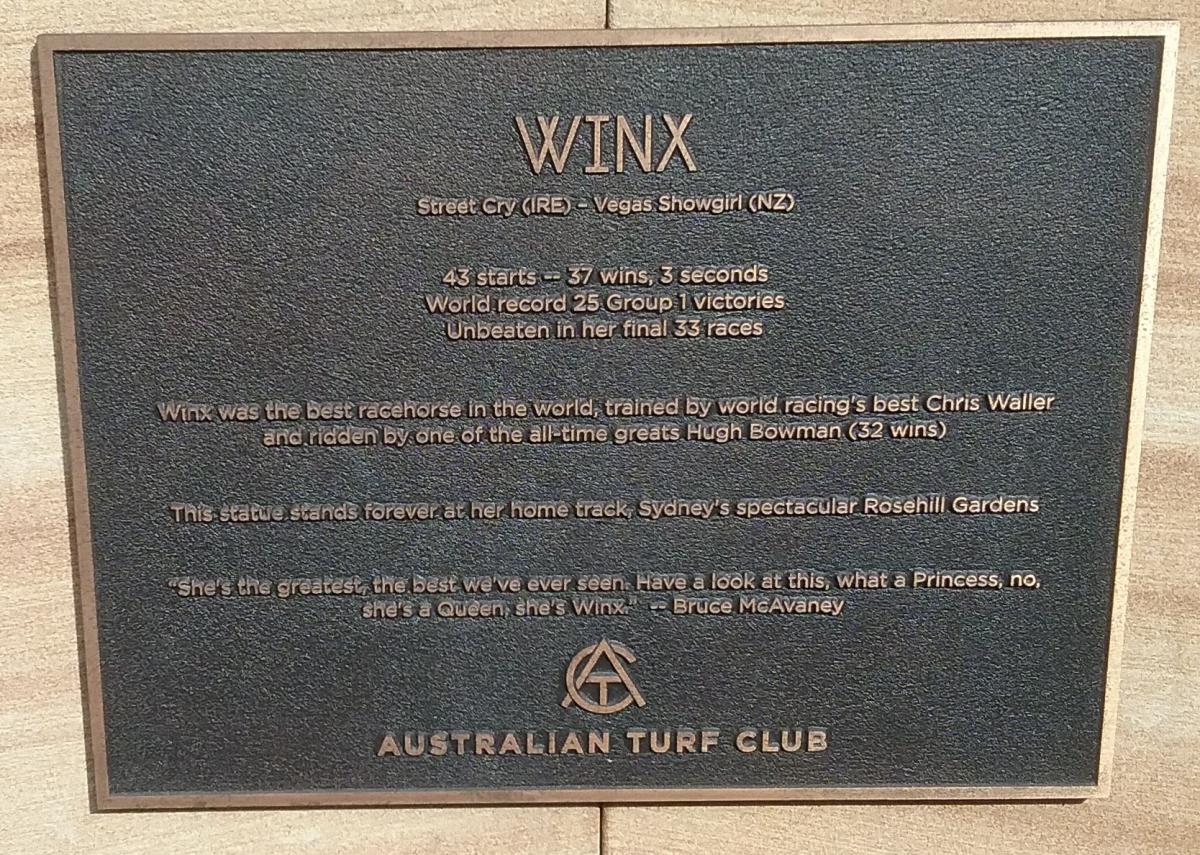 WINX
Street Cry (IRE) - Vegas Showgirl (NZ)
43 starts -- 37 wins, 3 seconds
World record 25 Group 1 victories
Unbeaten in her final 33 races
Winx was the best racehorse in the world, trained by world racing's best Chris Waller
and ridden by one of the all-time greats Hugh Bowman (32 wins)
This statue stands forever at her home track, Sydney's spectacular Rosehill Gardens
"She's the greatest, the best we've ever seen. Have a look at this, what a Princess, no,
she's a Queen, she's Winx." -- Bruce McAvaney
ATC
AUSTRALIAN TURF CLUB